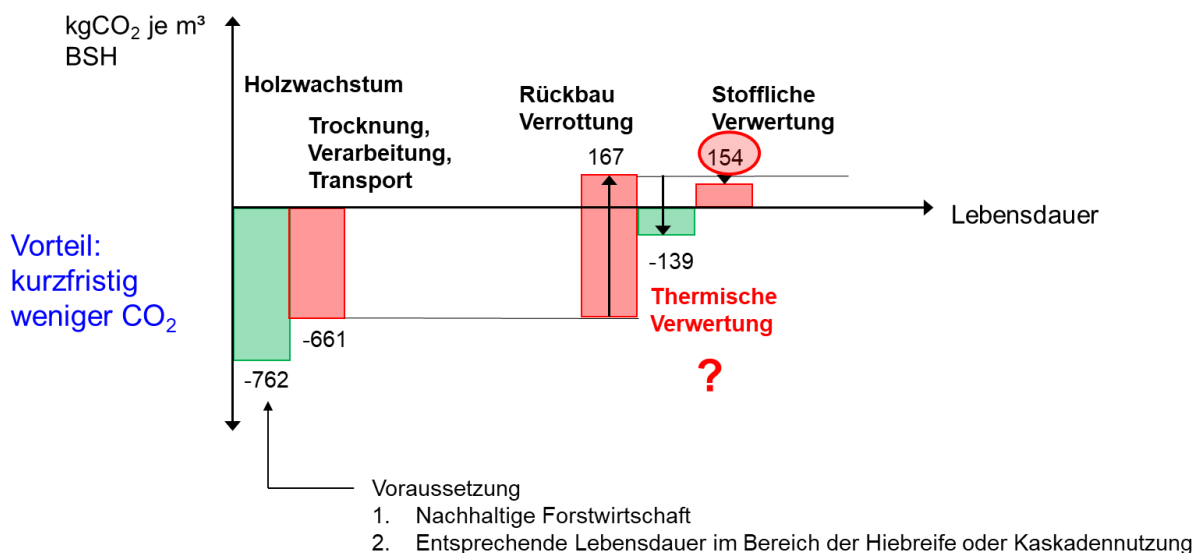 kgCO₂ je m³
BSH
Holzwachstum
Trocknung,
Verarbeitung,
Transport
Rückbau
Verrottung
167
Stoffliche
Verwertung
154
Lebensdauer
Vorteil:
kurzfristig
weniger CO₂
-139
Thermische
Verwertung
?
-661
-762
Voraussetzung
1. Nachhaltige Forstwirtschaft
2. Entsprechende Lebensdauer im Bereich der Hiebreife oder Kaskadennutzung